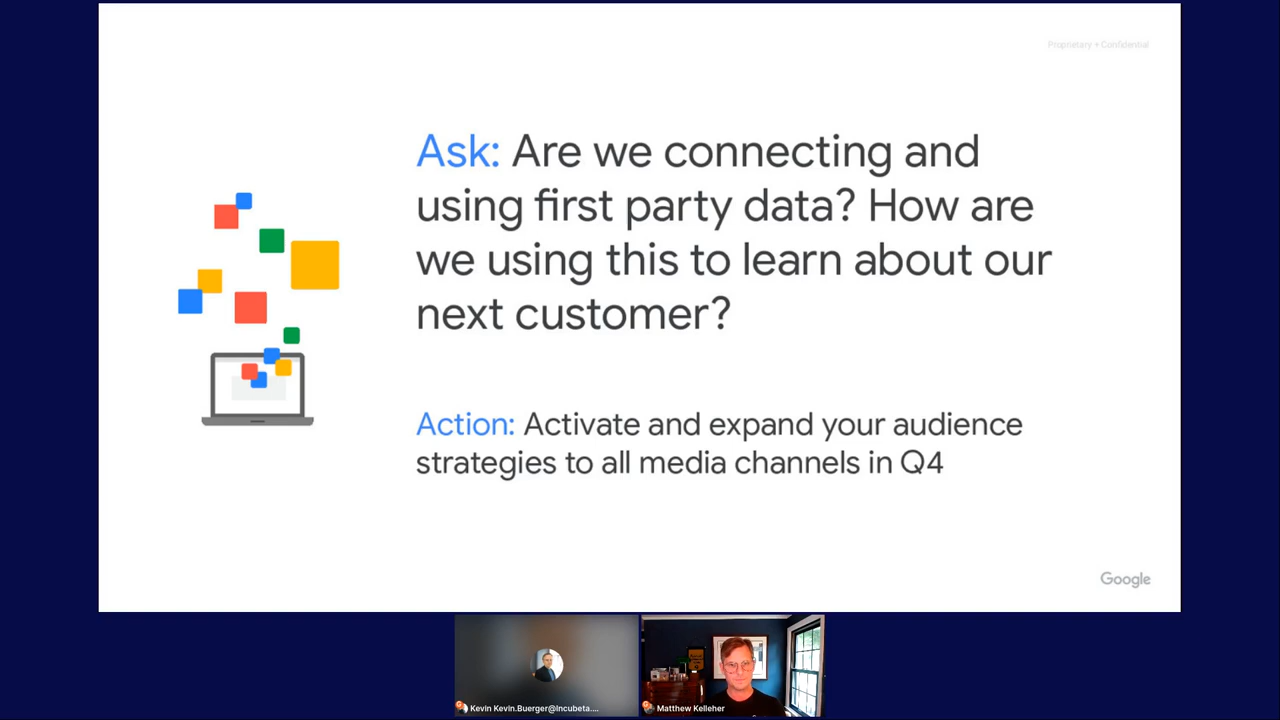 Proprietary + Confidential
Ask: Are we connecting and
using first party data? How are
we using this to learn about our
next customer?
Action: Activate and expand your audience
strategies to all media channels in Q4
Google
Kevin Kevin.Buerger@Incubeta....
Matthew Kelleher